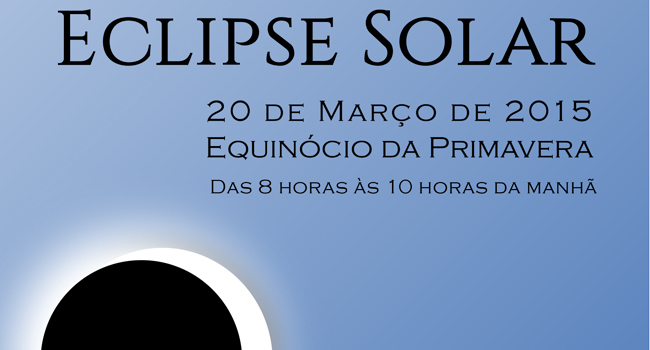 Eclipse Solar
20 de Março de 2015
Equinócio da Primavera
Das 8 horas às 10 horas da manhã